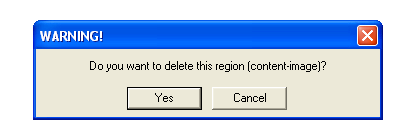 WARNING!
Do you want to delete this region (content-image)?
Yes
Cancel